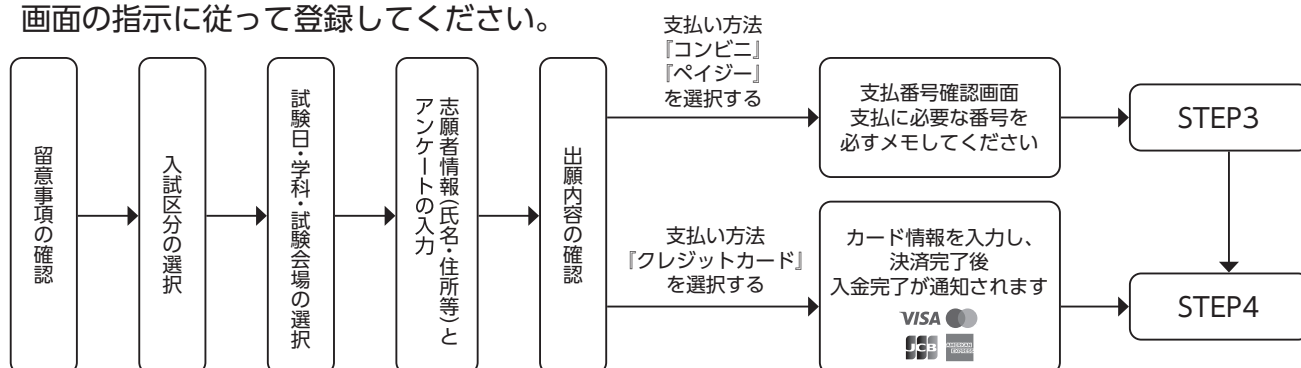 画面の指示に従って登録してください。
留意事項の確認
入試区分の選択
試験日・学科・試験会場の選択
志願者情報(氏名・住所等)と
アンケートの入力
出願内容の確認
支払い方法
『コンビニ』
『ペイジー』
を選択する
支払番号確認画面
支払に必要な番号を
必すメモしてください
STEP3
支払い方法
『クレジットカード』
を選択する
カード情報を入力し、
決済完了後
入金完了が通知されます
VISA
JCB
AMERICAN
EXPRESS
STEP4